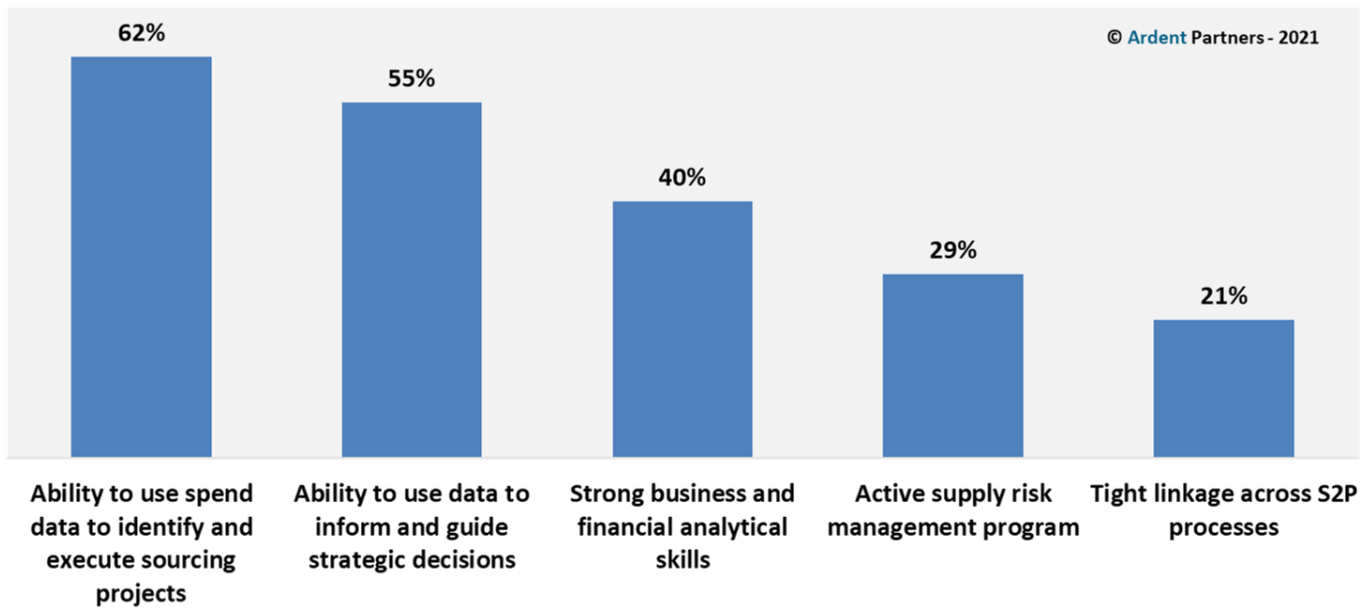 62%
© Ardent Partners - 2021
55%
40%
29%
21%
Ability to use spend
data to identify and
execute sourcing
projects
Ability to use data to
inform and guide
strategic decisions
Strong business and
financial analytical
skills
Active supply risk
management program
Tight linkage across S2P
processes